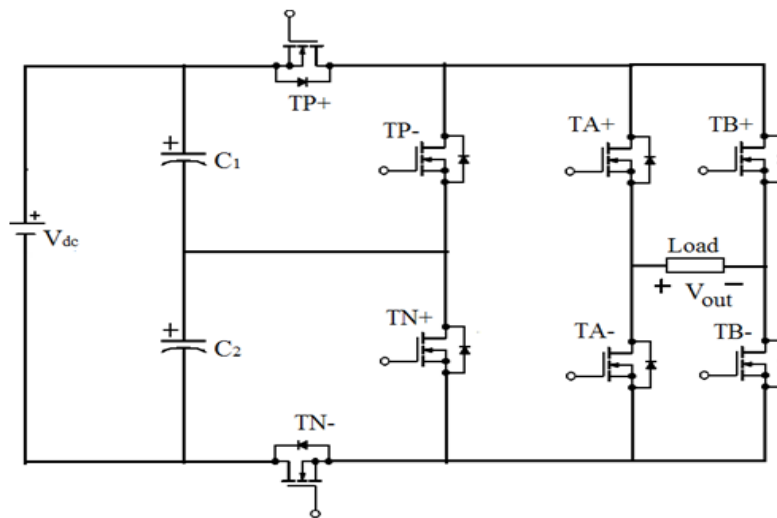 TP+
TP-
TA+
TB+
+
C1
+
Vdc
Load
+ Vout −
+
C2
TN+
TA-
TB-
TN-